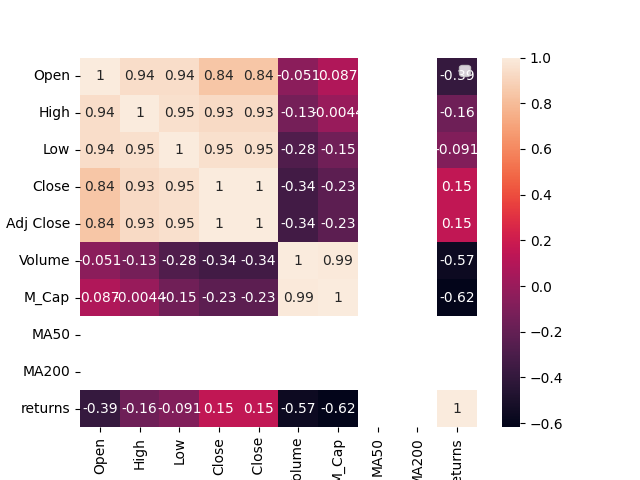 Open 1 0.94 0.94 0.84 0.84 -0.051 0.087 -0.39 1.0
High 0.94 1 0.95 0.93 0.93 -0.13 -0.0044 -0.16 0.8
Low 0.94 0.95 1 0.95 0.95 -0.28 -0.15 -0.091 0.6
Close 0.84 0.93 0.95 1 1 -0.34 -0.23 0.15 0.4
Adj Close 0.84 0.93 0.95 1 1 -0.34 -0.23 0.15 0.2
Volume -0.051 -0.13 -0.28 -0.34 -0.34 1 0.99 -0.57 0.0
M_Cap 0.087 -0.0044 -0.15 -0.23 -0.23 0.99 1 -0.62
MA50 -0.2
MA200 -0.4
returns -0.39 -0.16 -0.091 0.15 0.15 -0.57 -0.62 1 -0.6
Open High Low Close Close olume M_Cap MA50 MA200 eturns